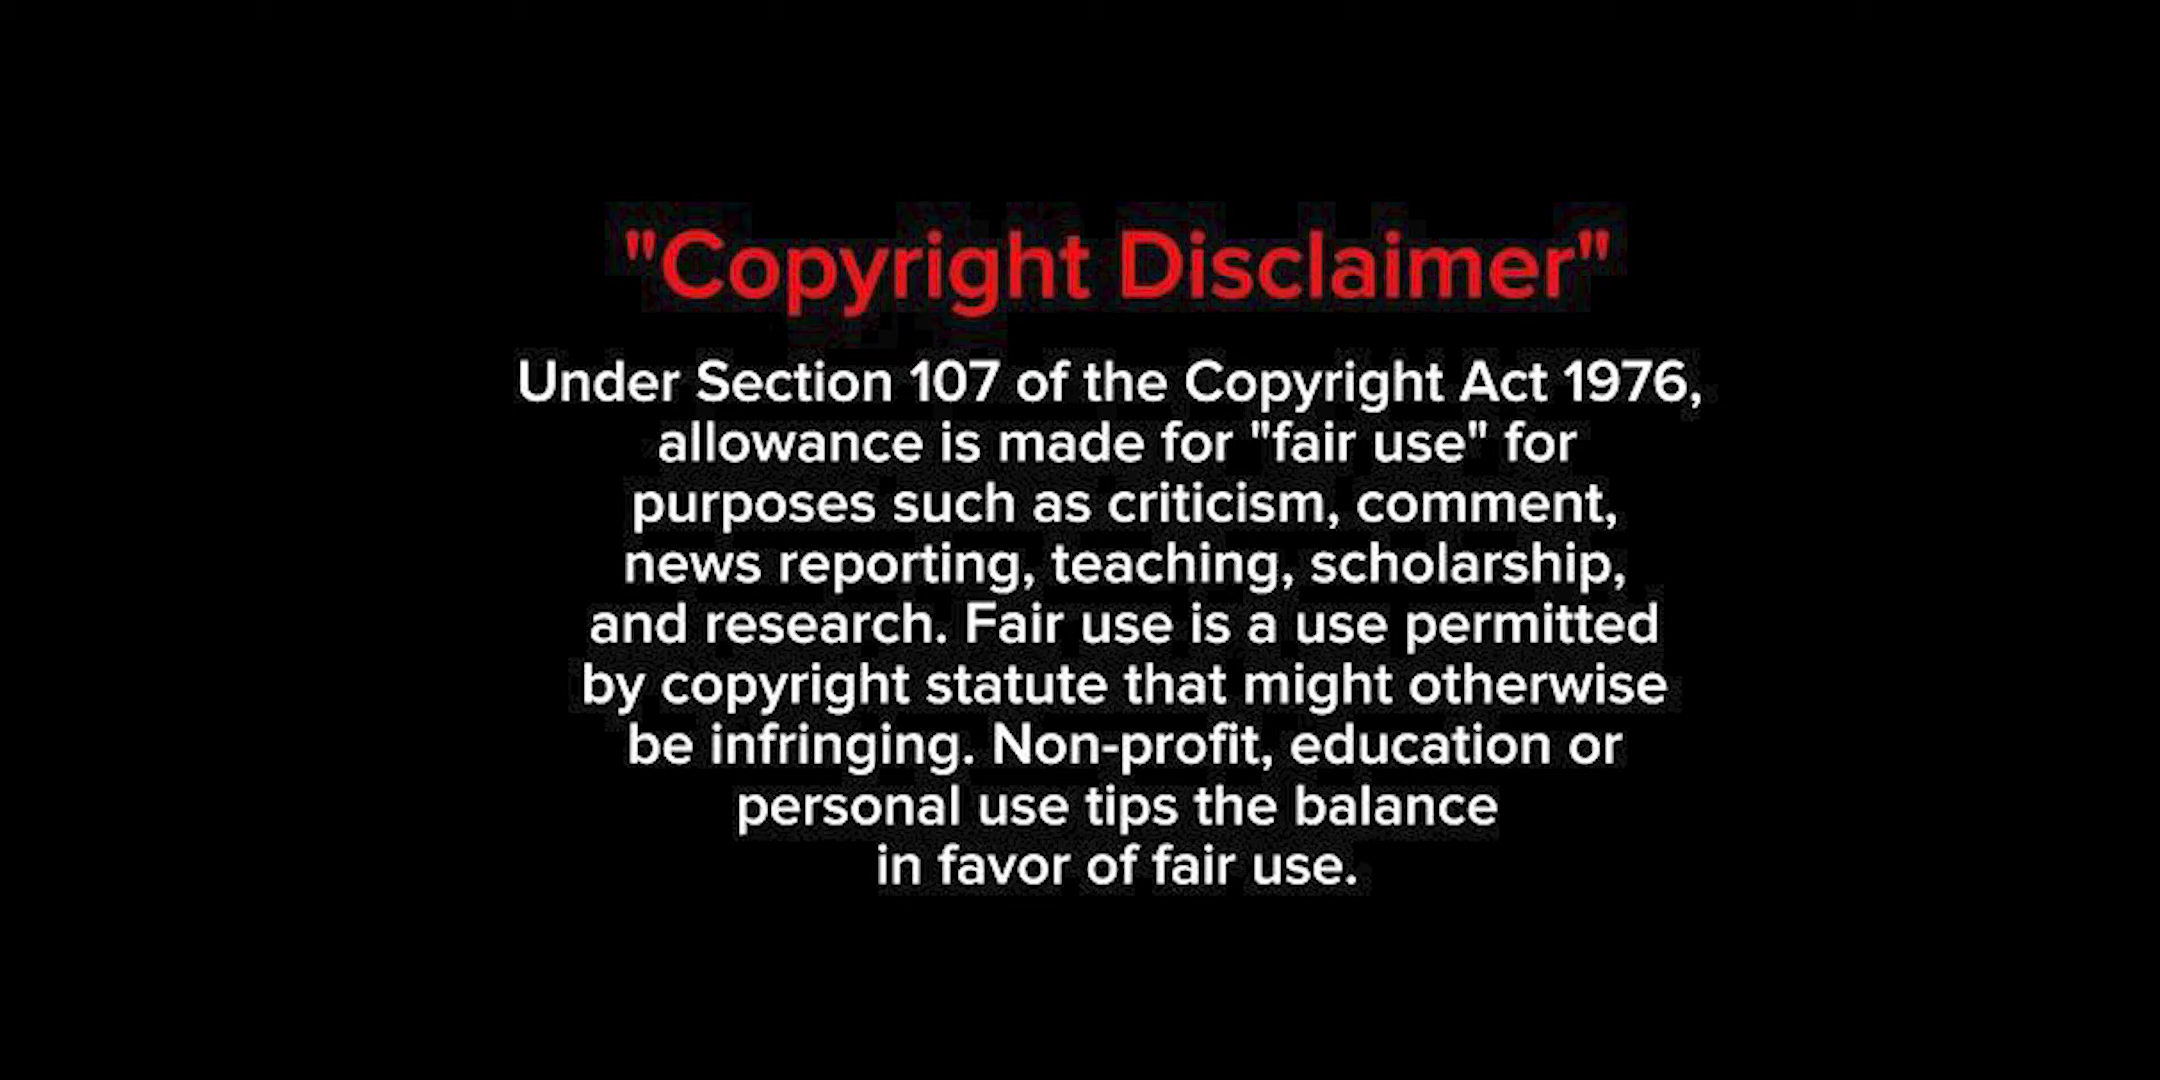 "Copyright Disclaimer"
Under Section 107 of the Copyright Act 1976,
allowance is made for "fair use" for
purposes such as criticism, comment,
news reporting, teaching, scholarship,
and research. Fair use is a use permitted
by copyright statute that might otherwise
be infringing. Non-profit, education or
personal use tips the balance
in favor of fair use.